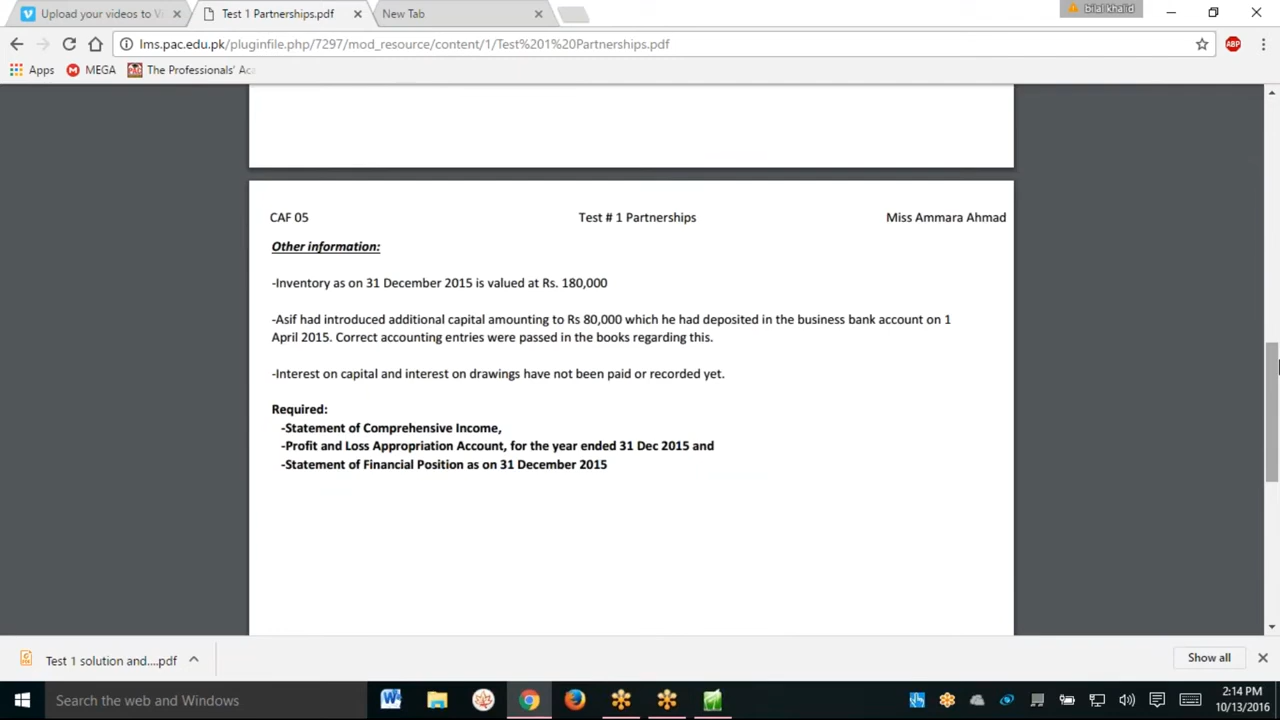 Upload your videos to Vi
Test 1 Partnerships.pdf
New Tab
bilal khalid
lms.pac.edu.pk/pluginfile.php/7297/mod_resource/content/1/Test%201%20Partnerships.pdf
ABP
Apps
M MEGA
The Professionals' Aca
CAF 05
Test # 1 Partnerships
Miss Ammara Ahmad
Other information:
-Inventory as on 31 December 2015 is valued at Rs. 180,000
-Asif had introduced additional capital amounting to Rs 80,000 which he had deposited in the business bank account on 1
April 2015. Correct accounting entries were passed in the books regarding this.
-Interest on capital and interest on drawings have not been paid or recorded yet.
Required:
-Statement of Comprehensive Income,
-Profit and Loss Appropriation Account, for the year ended 31 Dec 2015 and
-Statement of Financial Position as on 31 December 2015
Test 1 solution and....pdf
Show all
Search the web and Windows
2:14 PM
10/13/2016